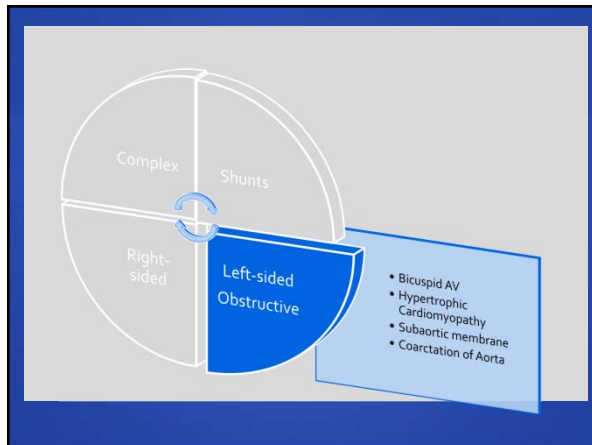 Complex
Shunts
Right-
sided
Left-sided
Obstructive
• Bicuspid AV
• Hypertrophic
Cardiomyopathy
• Subaortic membrane
• Coarctation of Aorta